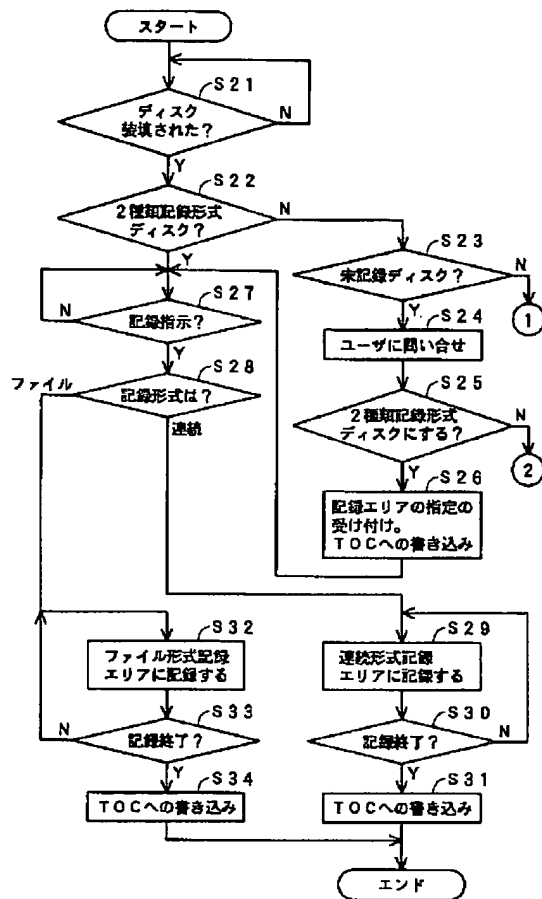 スタート
S21
ディスク
装填された?
N
Y
S22
2種類記録形式
ディスク?
N
Y
S23
未記録ディスク?
N
1
Y
S24
ユーザに問い合せ
S25
2種類記録形式
ディスクにする?
N
2
Y
S26
記録エリアの指定の
受け付け。
TOCへの書き込み
S27
記録指示?
N
Y
S28
記録形式は?
ファイル
連続
S32
ファイル形式記録
エリアに記録する
S33
記録終了?
N
Y
S34
TOCへの書き込み
S29
連続形式記録
エリアに記録する
S30
記録終了?
N
Y
S31
TOCへの書き込み
エンド